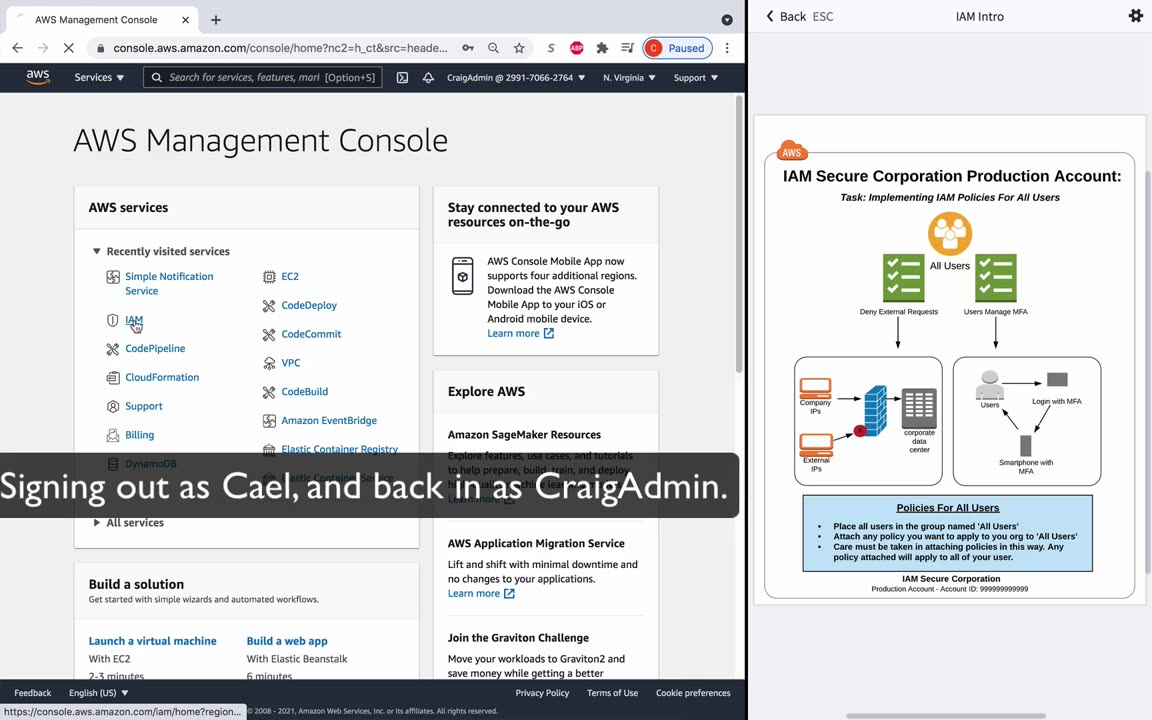 AWS Management Console
console.aws.amazon.com/console/home?nc2=h_ct&src=heade...
S
ABP
C Paused
aws
Services
Search for services, features, mark [Option+S]
CraigAdmin @ 2991-7066-2764
N. Virginia
Support
AWS Management Console
AWS services
Recently visited services
Simple Notification
Service
IAM
CodePipeline
CloudFormation
Support
Billing
DynamoDB
EC2
CodeDeploy
CodeCommit
VPC
CodeBuild
Amazon EventBridge
Elastic Container Registry
Elastic Container Service
All services
Build a solution
Get started with simple wizards and automated workflows.
Launch a virtual machine
With EC2
2-3 minutes
Build a web app
With Elastic Beanstalk
6 minutes
Stay connected to your AWS
resources on-the-go
AWS Console Mobile App now
supports four additional regions.
Download the AWS Console
Mobile App to your iOS or
Android mobile device.
Learn more
Explore AWS
Amazon SageMaker Resources
Explore features, use cases, and tutorials
to help prepare, build, train, and deploy
Learn more
AWS Application Migration Service
Lift and shift with minimal downtime and
no changes to your applications.
Learn more
Join the Graviton Challenge
Move your workloads to Graviton2 and
save money while getting a better
Signing out as Cael, and back in as CraigAdmin.
Feedback
English (US)
Privacy Policy
Terms of Use
Cookie preferences
https://console.aws.amazon.com/iam/home?region...
© 2008 - 2021, Amazon Web Services, Inc. or its affiliates. All rights reserved.
Back ESC
IAM Intro
AWS
IAM Secure Corporation Production Account:
Task: Implementing IAM Policies For All Users
All Users
Deny External Requests
Users Manage MFA
Company
IPs
External
IPs
X
corporate
data
center
Users
Login with MFA
Smartphone with
MFA
Policies For All Users
• Place all users in the group named 'All Users'
• Attach any policy you want to apply to you org to 'All Users'
• Care must be taken in attaching policies in this way. Any
policy attached will apply to all of your user.
IAM Secure Corporation
Production Account - Account ID: 999999999999